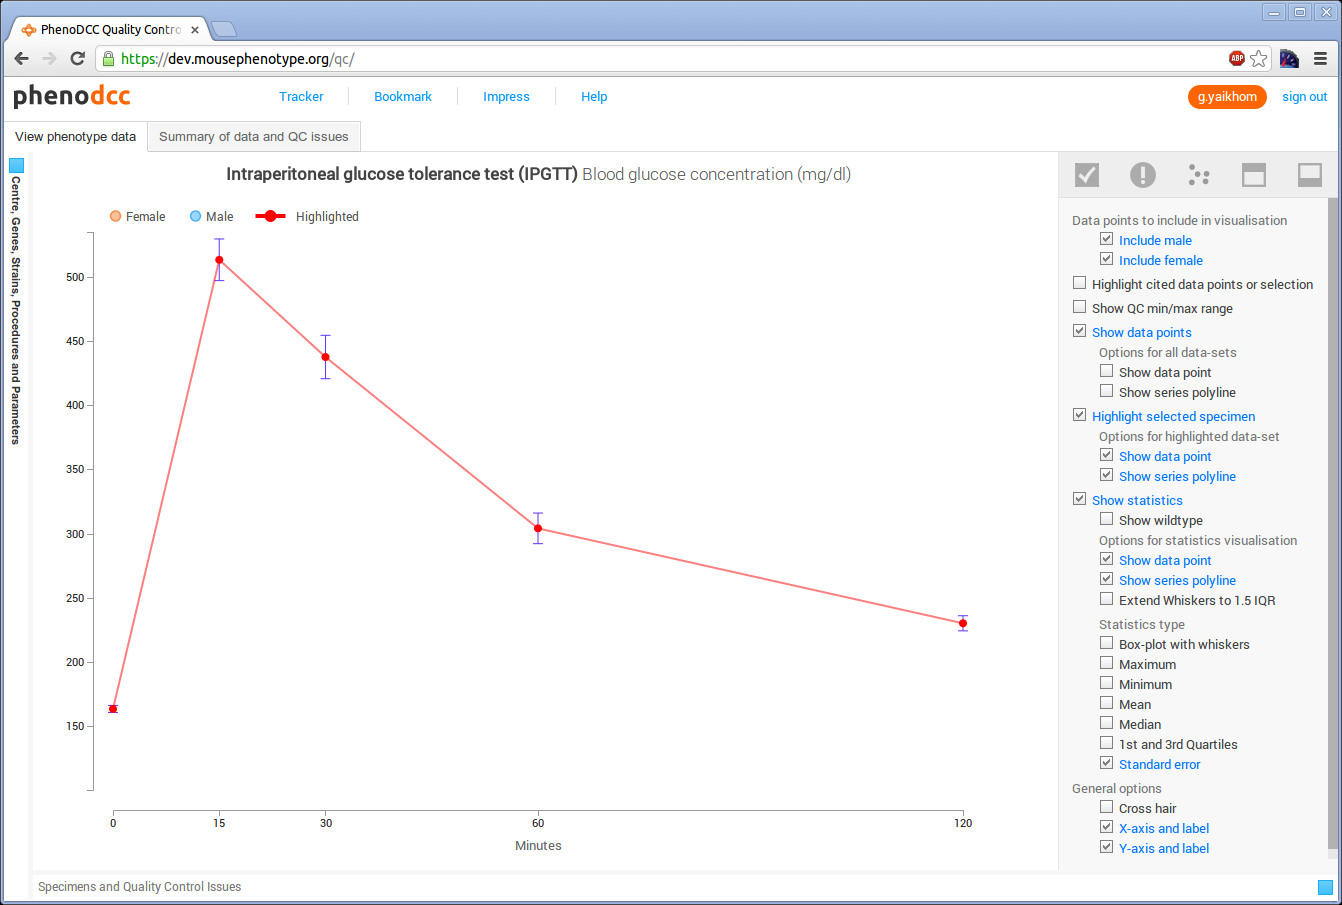 PhenoDCC Quality Contro
https://dev.mousephenotype.org/qc/
ABP
phenodcc
Tracker
Bookmark
Impress
Help
g.yaikhom
sign out
View phenotype data
Summary of data and QC issues
Centre, Genes, Strains, Procedures and Parameters
Intraperitoneal glucose tolerance test (IPGTT) Blood glucose concentration (mg/dl)
Female
Male
Highlighted
500
450
400
350
300
250
200
150
0
15
30
60
120
Minutes
Data points to include in visualisation
Include male
Include female
Highlight cited data points or selection
Show QC min/max range
Show data points
Options for all data-sets
Show data point
Show series polyline
Highlight selected specimen
Options for highlighted data-set
Show data point
Show series polyline
Show statistics
Show wildtype
Options for statistics visualisation
Show data point
Show series polyline
Extend Whiskers to 1.5 IQR
Statistics type
Box-plot with whiskers
Maximum
Minimum
Mean
Median
1st and 3rd Quartiles
Standard error
General options
Cross hair
X-axis and label
Y-axis and label
Specimens and Quality Control Issues